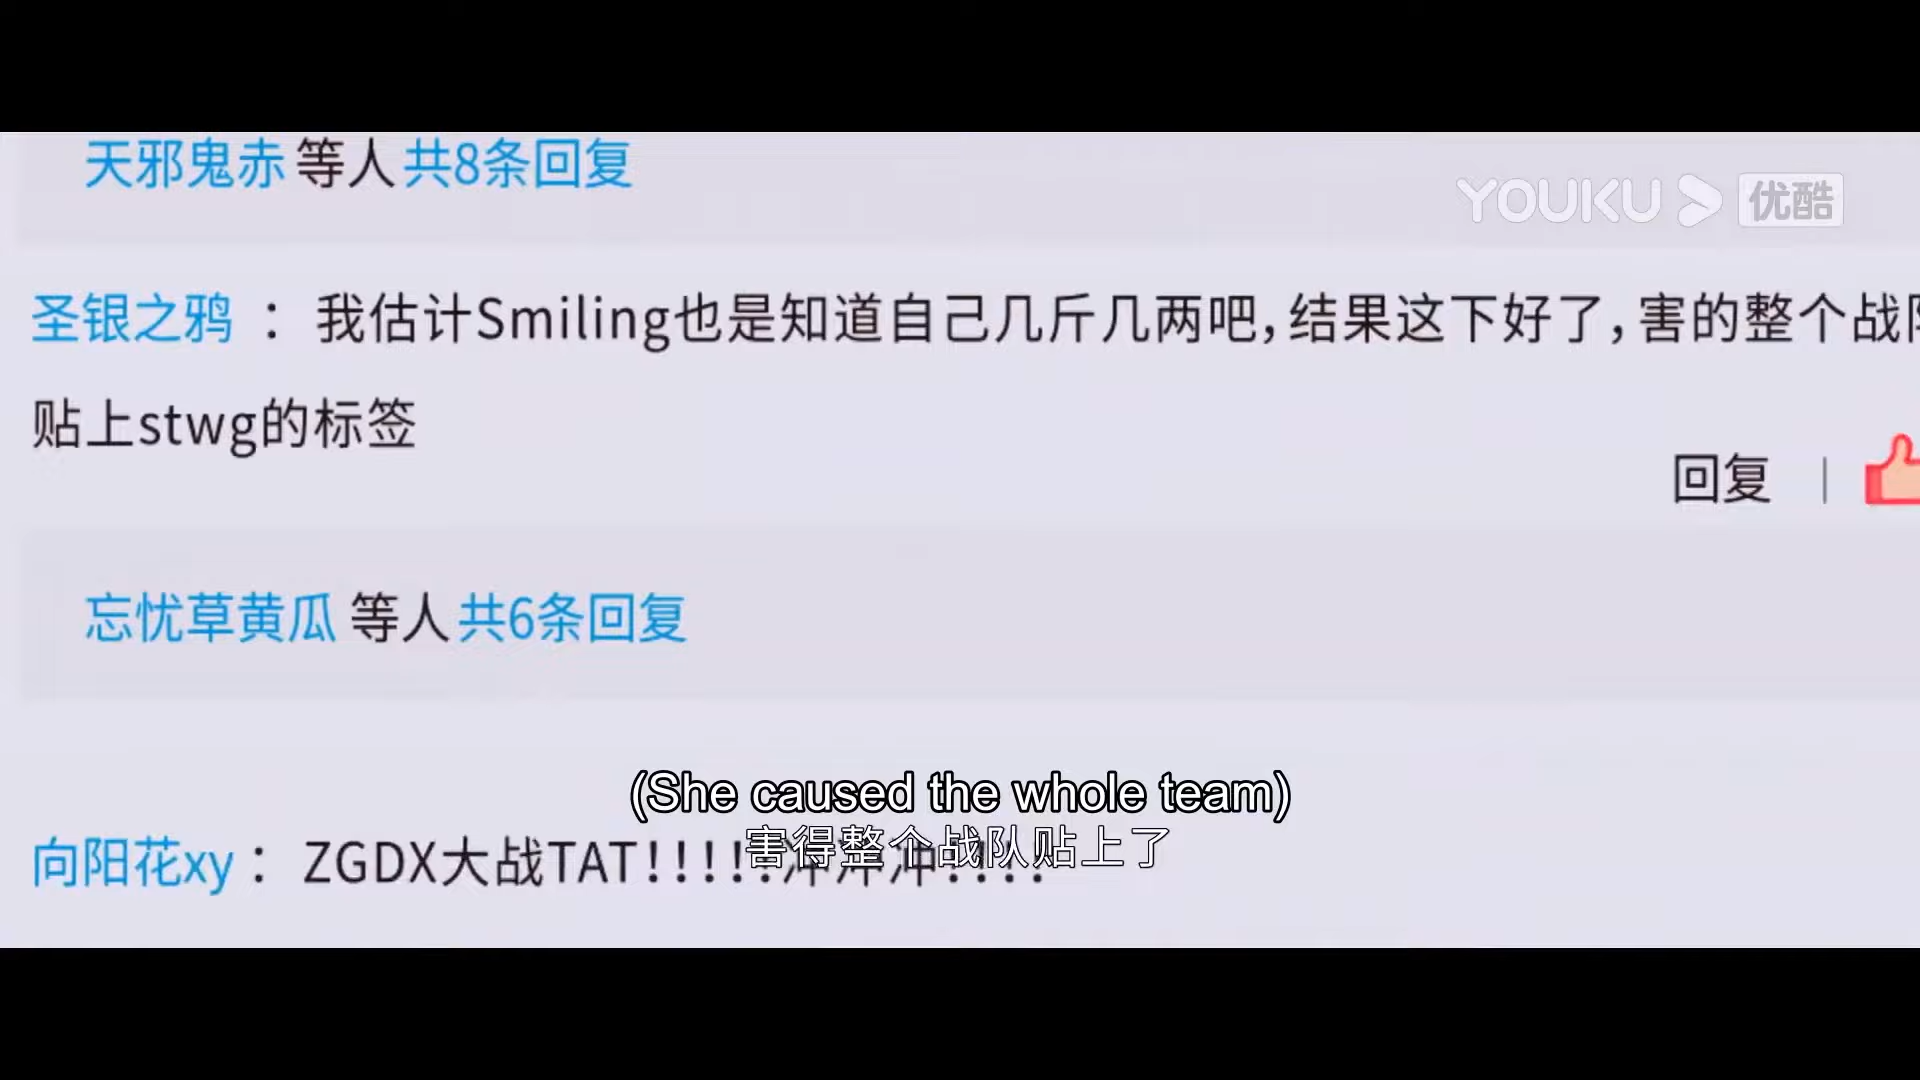 天邪鬼赤 等人 共8条回复
YOUKU 优酷
圣银之鸦 ： 我估计Smiling也是知道自己几斤几两吧，结果这下好了，害的整个战队
贴上stwg的标签
回复
忘忧草黄瓜 等人 共6条回复
(She caused the whole team)
害得整个战队贴上了
向阳花xy： ZGDX大战TAT！！！！！冲冲冲！！！！